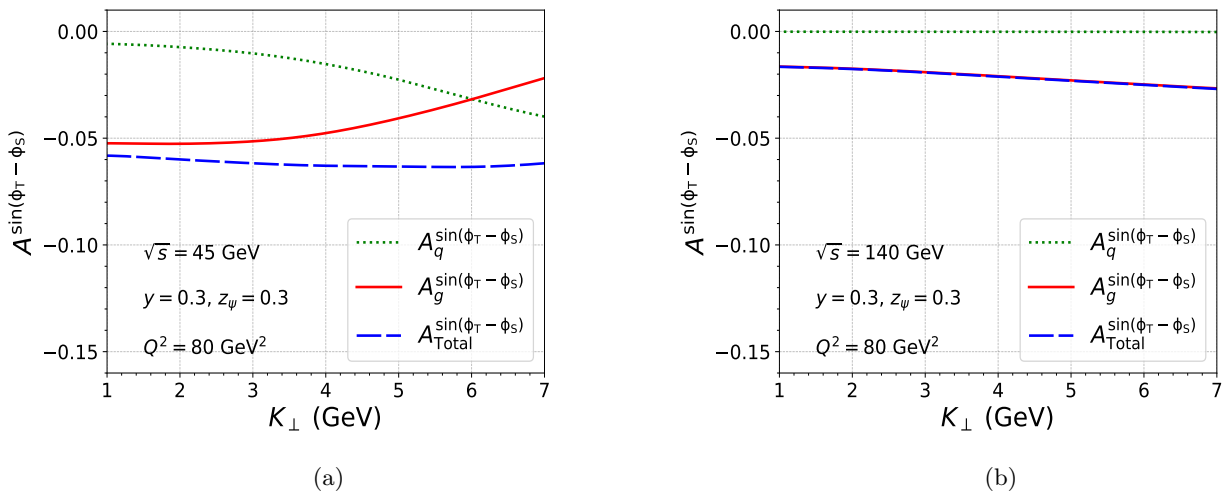 0.00
−0.05
−0.10
−0.15
A^sin(ϕ_T − ϕ_S)
√s = 45 GeV
y = 0.3, z_ψ = 0.3
Q² = 80 GeV²
A_q^sin(ϕ_T − ϕ_S)
A_g^sin(ϕ_T − ϕ_S)
A_Total^sin(ϕ_T − ϕ_S)
1 2 3 4 5 6 7
K_⊥ (GeV)
(a)
0.00
−0.05
−0.10
−0.15
A^sin(ϕ_T − ϕ_S)
√s = 140 GeV
y = 0.3, z_ψ = 0.3
Q² = 80 GeV²
A_q^sin(ϕ_T − ϕ_S)
A_g^sin(ϕ_T − ϕ_S)
A_Total^sin(ϕ_T − ϕ_S)
1 2 3 4 5 6 7
K_⊥ (GeV)
(b)